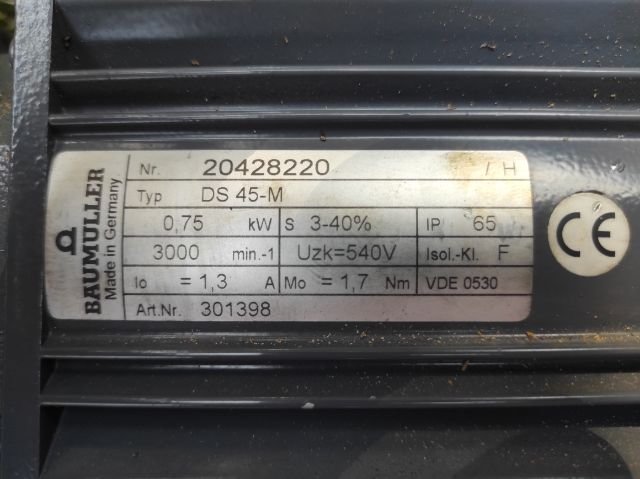 BAUMÜLLER
Made in Germany
Nr. 20428220 / H
Typ DS 45-M
0,75 kW S 3-40% IP 65
3000 min.-1 Uzk=540V Isol.-Kl. F
Io = 1,3 A Mo = 1,7 Nm VDE 0530
Art.Nr. 301398
CE